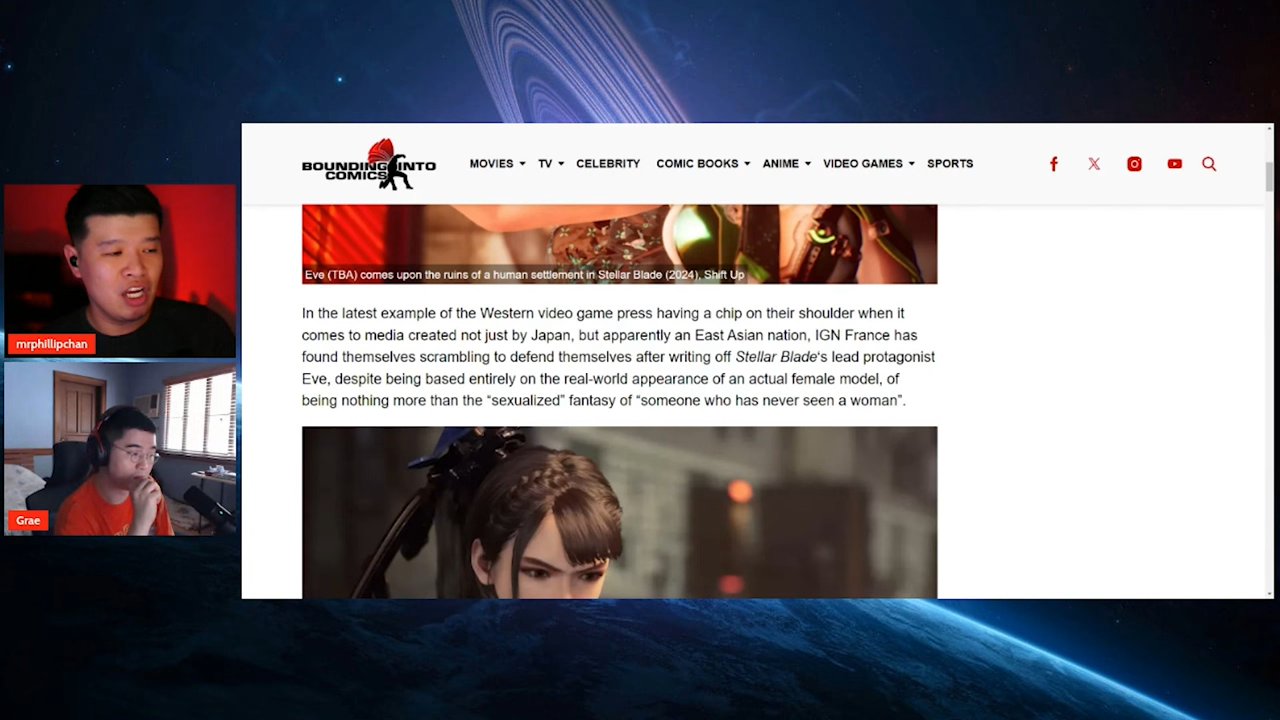 BOUNDING INTO
COMICS
MOVIES TV CELEBRITY COMIC BOOKS ANIME VIDEO GAMES SPORTS
Eve (TBA) comes upon the ruins of a human settlement in Stellar Blade (2024), Shift Up
In the latest example of the Western video game press having a chip on their shoulder when it
comes to media created not just by Japan, but apparently an East Asian nation, IGN France has
found themselves scrambling to defend themselves after writing off Stellar Blade‘s lead protagonist
Eve, despite being based entirely on the real-world appearance of an actual female model, of
being nothing more than the “sexualized” fantasy of “someone who has never seen a woman”.
mrphillipchan
Grae